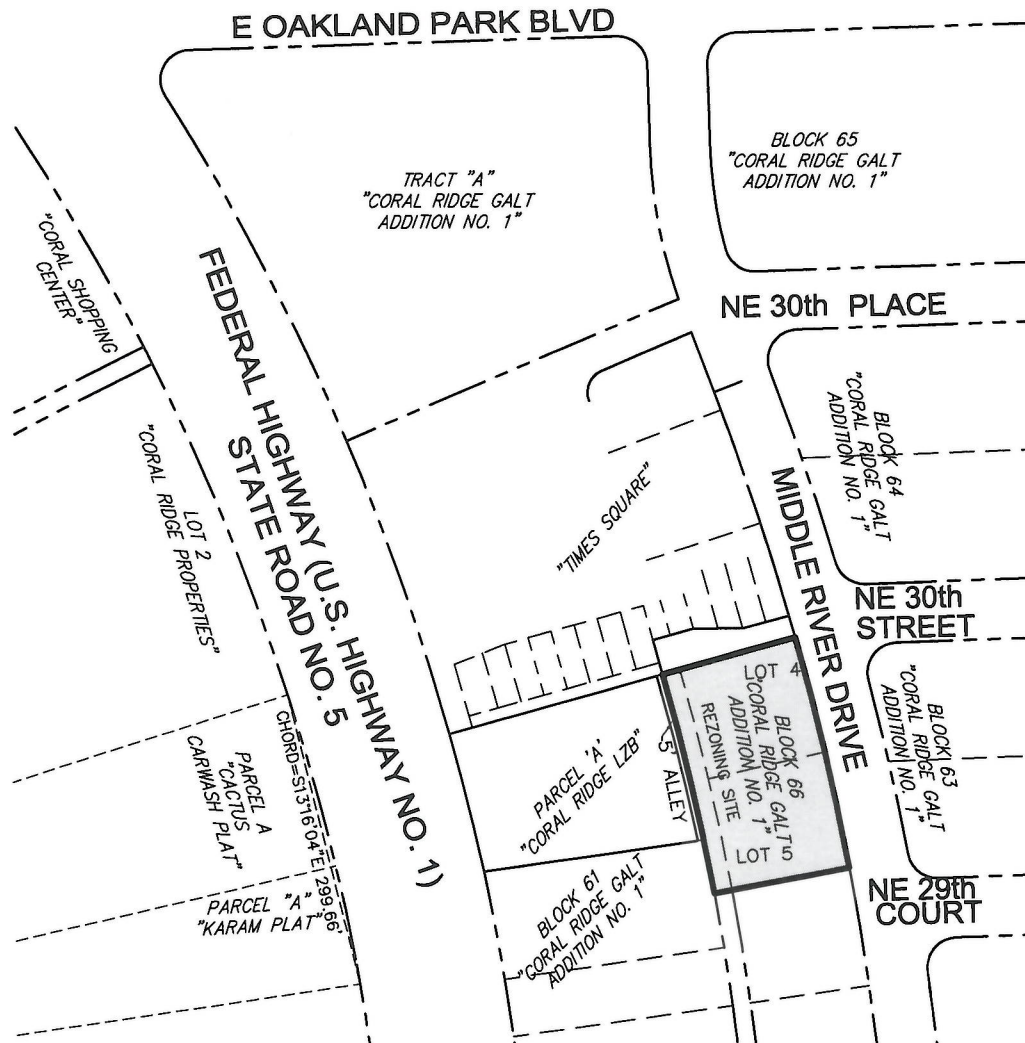 E OAKLAND PARK BLVD
BLOCK 65
"CORAL RIDGE GALT
ADDITION NO. 1"
TRACT "A"
"CORAL RIDGE GALT
ADDITION NO. 1"
"CORAL SHOPPING
CENTER"
FEDERAL HIGHWAY (U.S. HIGHWAY NO. 1)
STATE ROAD NO. 5
NE 30th PLACE
BLOCK 64
"CORAL RIDGE GALT
ADDITION NO. 1"
LOT 2
"CORAL RIDGE PROPERTIES"
"TIMES SQUARE"
MIDDLE RIVER DRIVE
NE 30th
STREET
LOT 4
BLOCK 66
"CORAL RIDGE GALT
ADDITION NO. 1"
REZONING SITE
LOT 5
BLOCK 63
"CORAL RIDGE GALT
ADDITION NO. 1"
CHORD=S13°16'04"E 299.66'
PARCEL A
"CACTUS
CARWASH PLAT"
PARCEL 'A'
"CORAL RIDGE LZB"
5' ALLEY
PARCEL "A"
"KARAM PLAT"
BLOCK 61
"CORAL RIDGE GALT
ADDITION NO. 1"
NE 29th
COURT